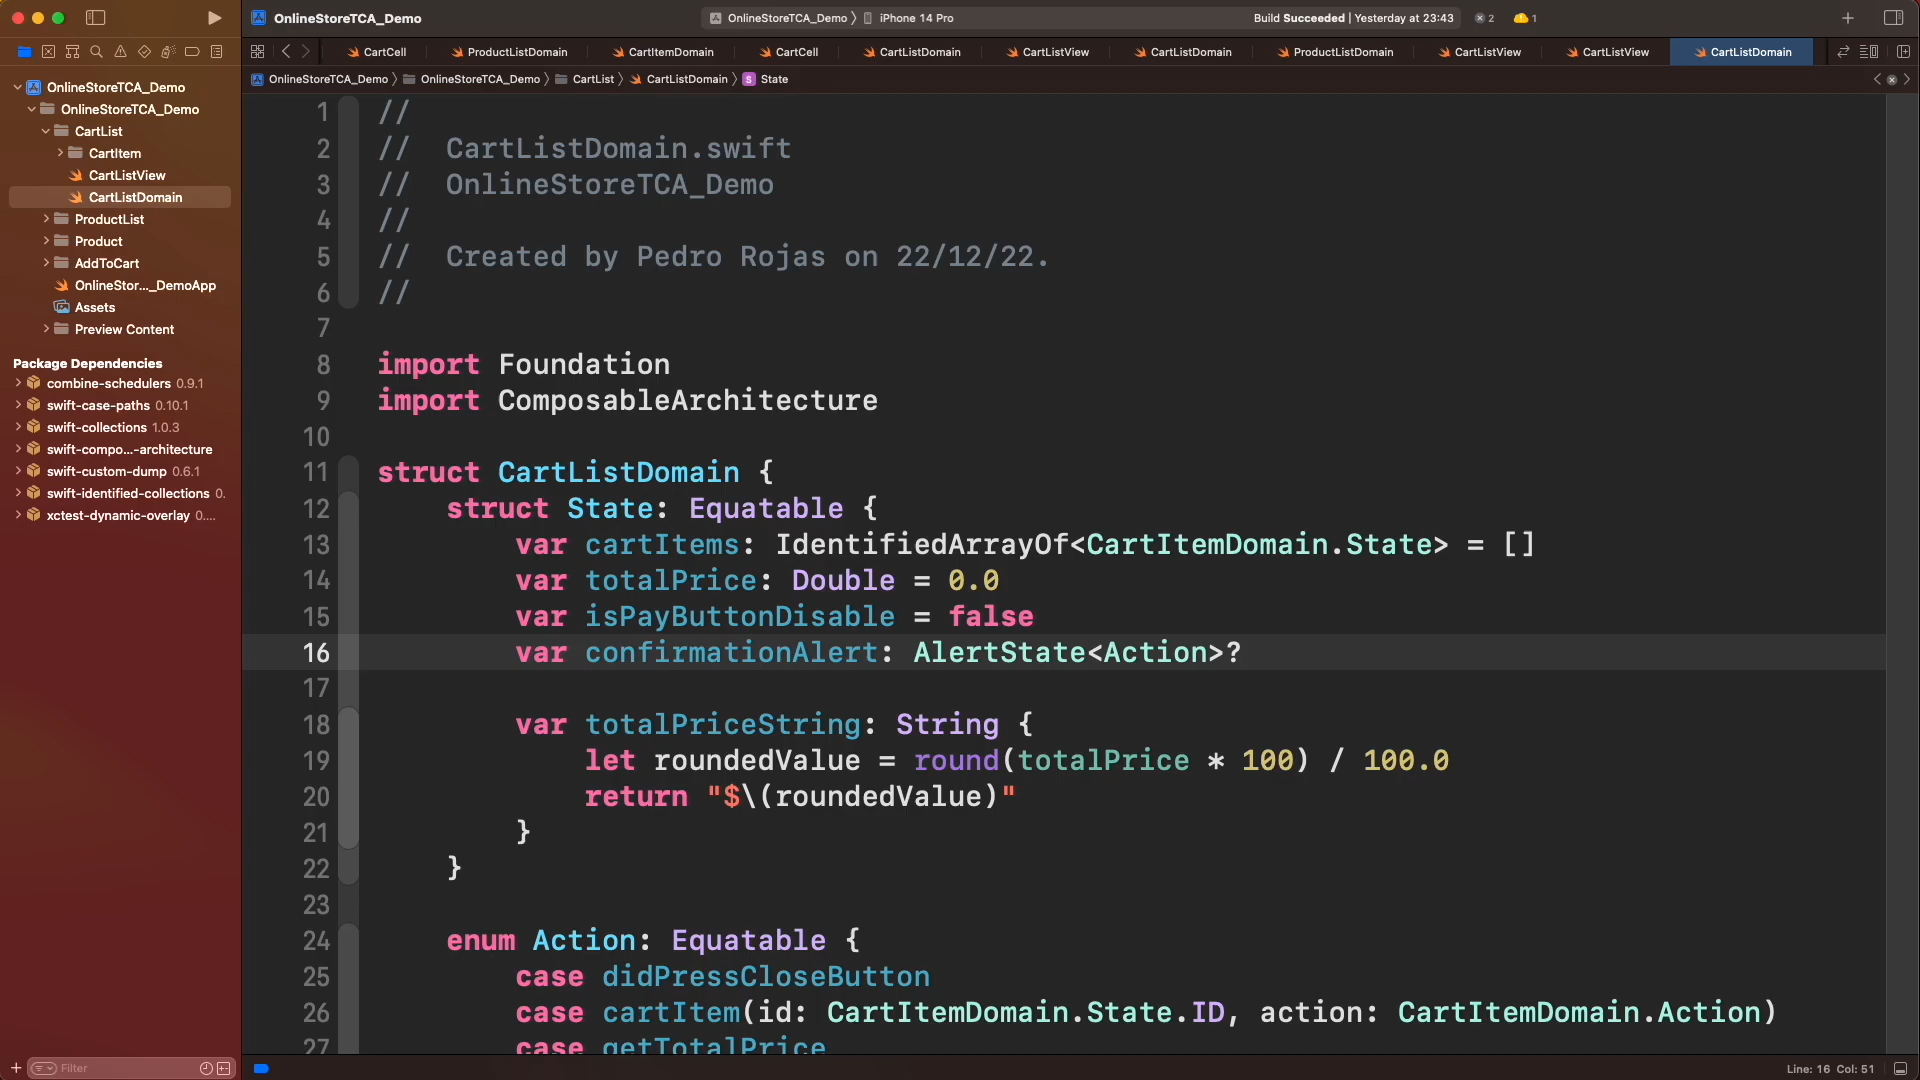 OnlineStoreTCA_Demo
OnlineStoreTCA_Demo
iPhone 14 Pro
Build Succeeded | Yesterday at 23:43
2
1
CartCell
ProductListDomain
CartItemDomain
CartCell
CartListDomain
CartListView
CartListDomain
ProductListDomain
CartListView
CartListView
CartListDomain
OnlineStoreTCA_Demo
OnlineStoreTCA_Demo
CartList
CartListDomain
S State
OnlineStoreTCA_Demo
OnlineStoreTCA_Demo
CartList
CartItem
CartListView
CartListDomain
ProductList
Product
AddToCart
OnlineStor..._DemoApp
Assets
Preview Content
Package Dependencies
combine-schedulers 0.9.1
swift-case-paths 0.10.1
swift-collections 1.0.3
swift-compo...-architecture
swift-custom-dump 0.6.1
swift-identified-collections 0.
xctest-dynamic-overlay 0....
Filter
1 //
2 //  CartListDomain.swift
3 //  OnlineStoreTCA_Demo
4 //
5 //  Created by Pedro Rojas on 22/12/22.
6 //
7
8 import Foundation
9 import ComposableArchitecture
10
11 struct CartListDomain {
12     struct State: Equatable {
13         var cartItems: IdentifiedArrayOf<CartItemDomain.State> = []
14         var totalPrice: Double = 0.0
15         var isPayButtonDisable = false
16         var confirmationAlert: AlertState<Action>?
17
18         var totalPriceString: String {
19             let roundedValue = round(totalPrice * 100) / 100.0
20             return "$\(roundedValue)"
21         }
22     }
23
24     enum Action: Equatable {
25         case didPressCloseButton
26         case cartItem(id: CartItemDomain.State.ID, action: CartItemDomain.Action)
27         case getTotalPrice
Line: 16 Col: 51